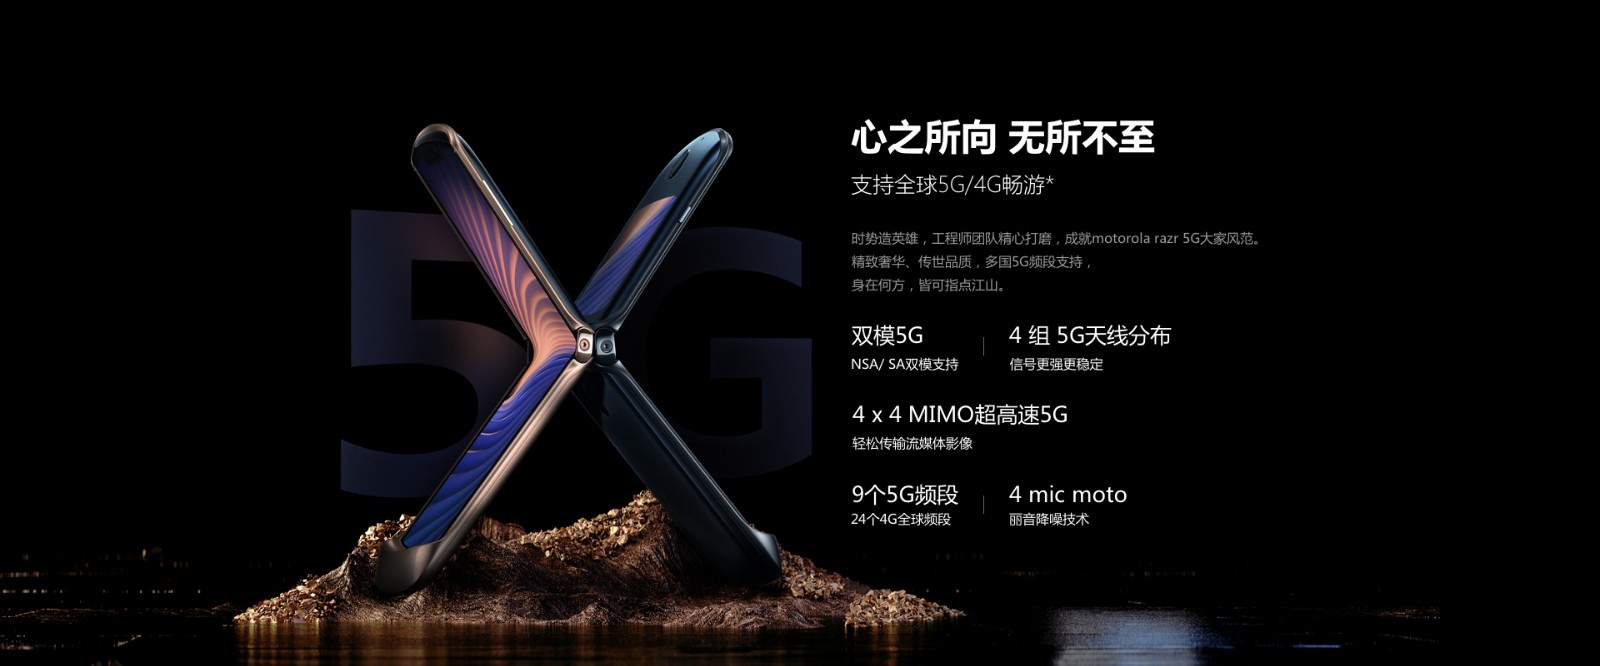 5G
心之所向 无所不至
支持全球5G/4G畅游*
时势造英雄，工程师团队精心打磨，成就motorola razr 5G大家风范。
精致奢华、传世品质，多国5G频段支持，
身在何方，皆可指点江山。
双模5G
NSA/ SA双模支持
4 组 5G天线分布
信号更强更稳定
4 x 4 MIMO超高速5G
轻松传输流媒体影像
9个5G频段
24个4G全球频段
4 mic moto
丽音降噪技术